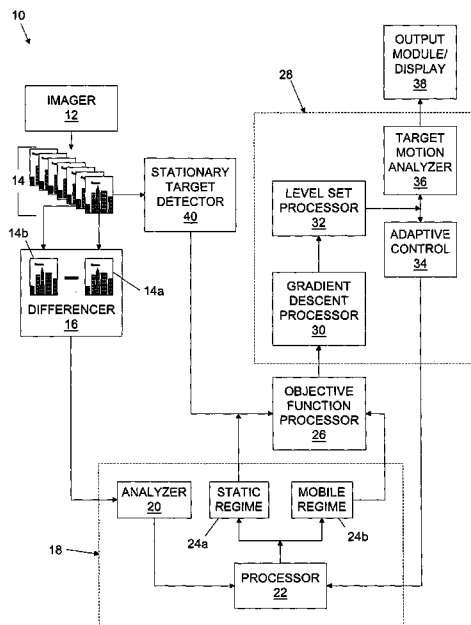 10
IMAGER
12
14
14b
14a
DIFFERENCER
16
STATIONARY
TARGET
DETECTOR
40
28
OUTPUT
MODULE/
DISPLAY
38
TARGET
MOTION
ANALYZER
36
LEVEL SET
PROCESSOR
32
ADAPTIVE
CONTROL
34
GRADIENT
DESCENT
PROCESSOR
30
OBJECTIVE
FUNCTION
PROCESSOR
26
18
ANALYZER
20
STATIC
REGIME
24a
MOBILE
REGIME
24b
PROCESSOR
22